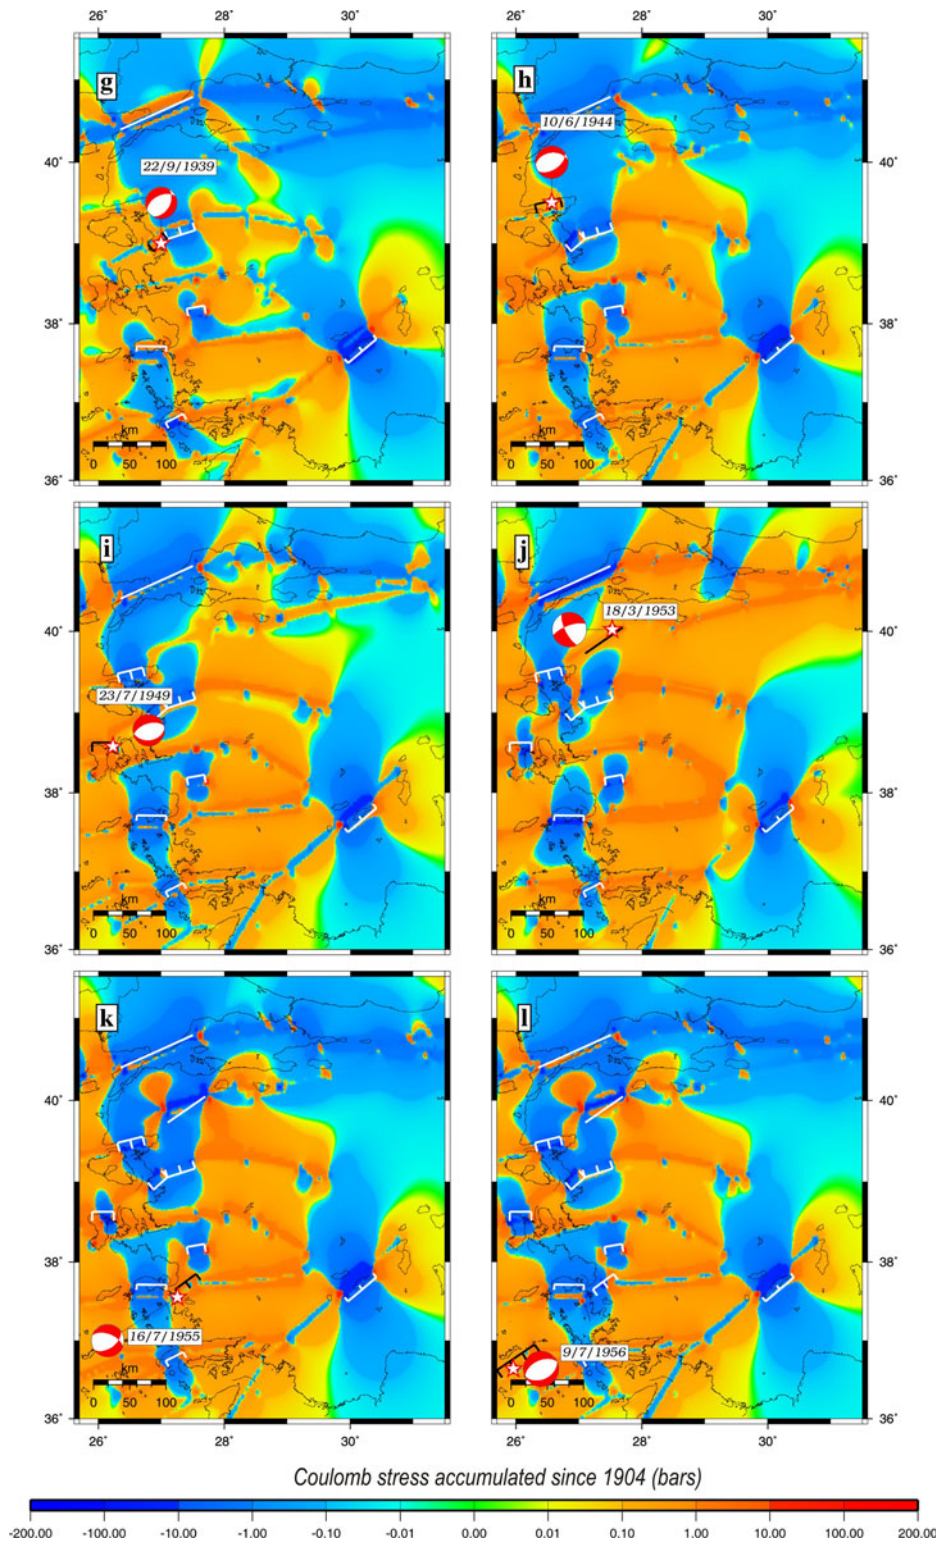 26° 28° 30° 26° 28° 30°
g
h
22/9/1939
10/6/1944
40°
40°
38°
38°
km
0 50 100
km
0 50 100
36°
36°
i
j
23/7/1949
18/3/1953
40°
40°
38°
38°
km
0 50 100
km
0 50 100
36°
36°
k
l
40°
40°
38°
38°
16/7/1955
9/7/1956
km
0 50 100
km
0 50 100
36°
36°
26° 28° 30° 26° 28° 30°
Coulomb stress accumulated since 1904 (bars)
-200.00 -100.00 -10.00 -1.00 -0.10 -0.01 0.00 0.01 0.10 1.00 10.00 100.00 200.00